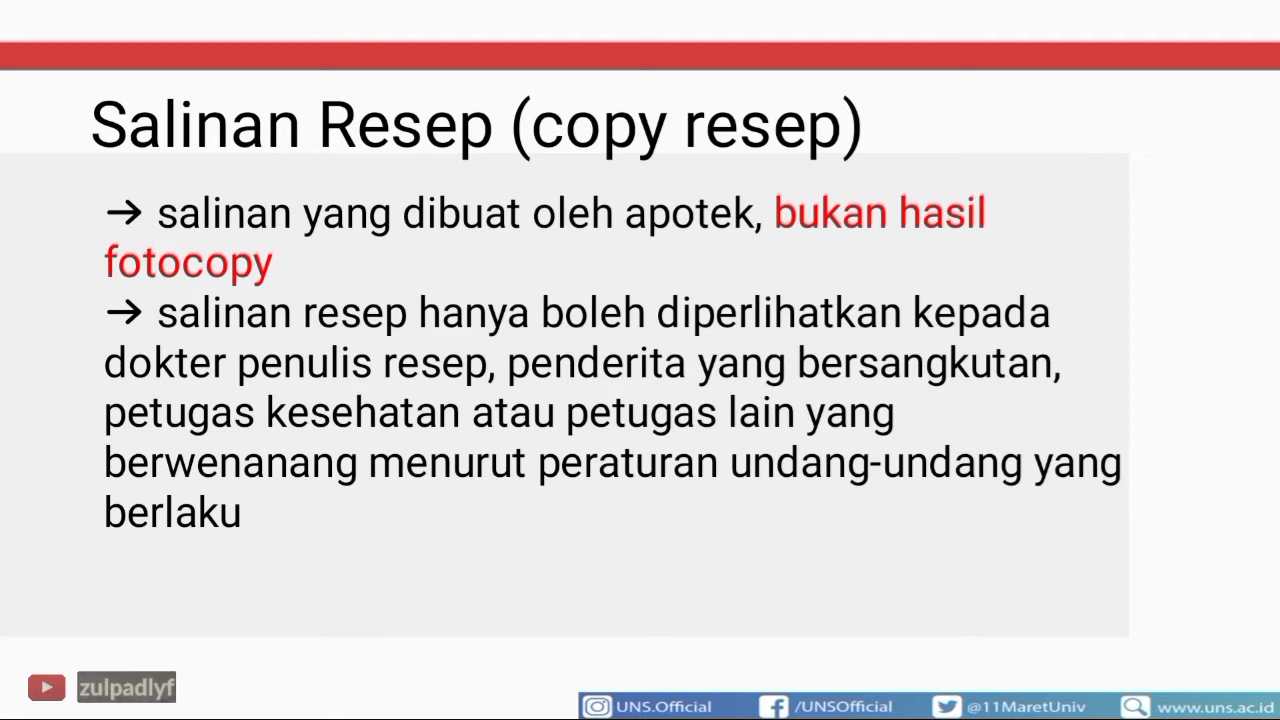 Salinan Resep (copy resep)
→ salinan yang dibuat oleh apotek, bukan hasil
fotocopy
→ salinan resep hanya boleh diperlihatkan kepada
dokter penulis resep, penderita yang bersangkutan,
petugas kesehatan atau petugas lain yang
berwenanang menurut peraturan undang-undang yang
berlaku
zulpadlyf
UNS.Official /UNSOfficial @11MaretUniv www.uns.ac.id